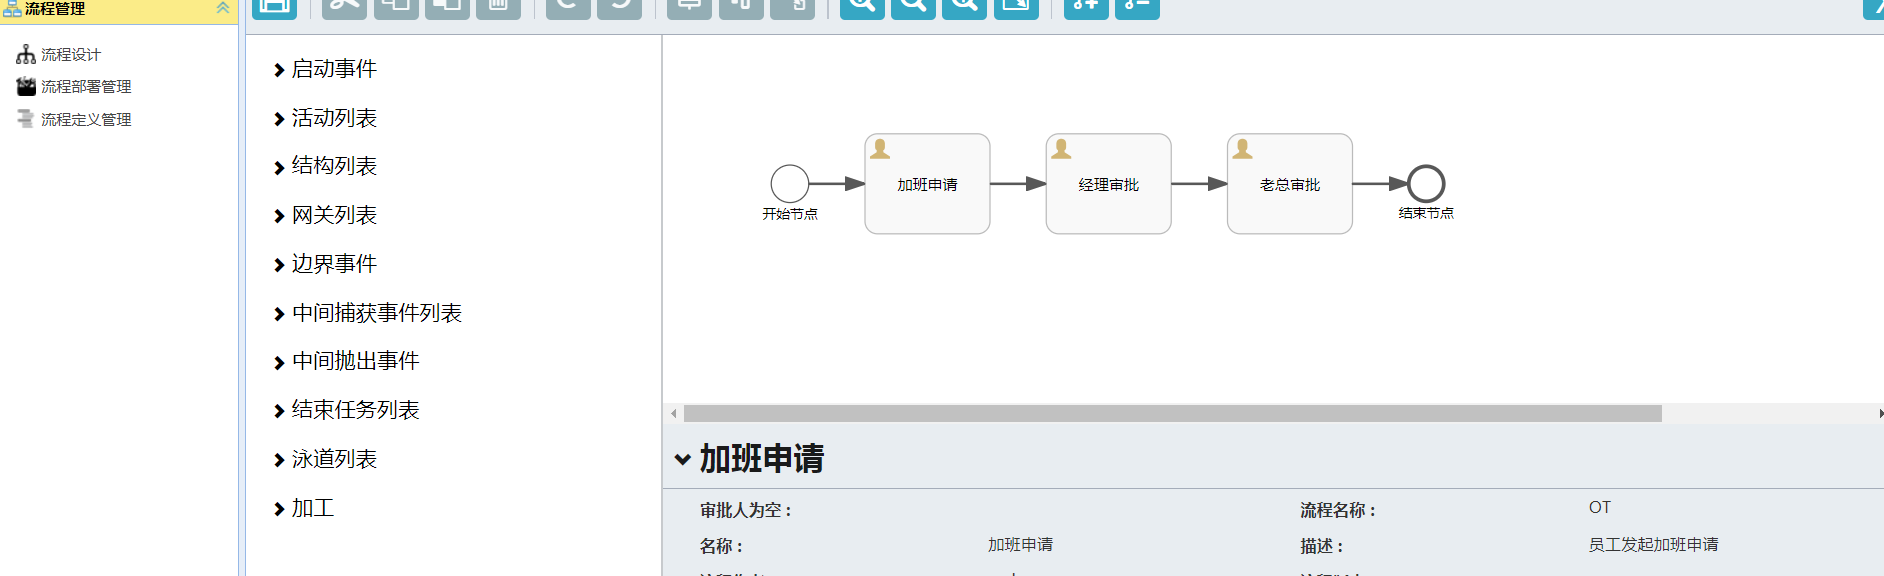 流程管理
流程设计
流程部署管理
流程定义管理
启动事件
活动列表
结构列表
网关列表
边界事件
中间捕获事件列表
中间抛出事件
结束任务列表
泳道列表
加工
加班申请
经理审批
老总审批
开始节点
结束节点
加班申请
审批人为空：
流程名称： OT
名称： 加班申请
描述： 员工发起加班申请